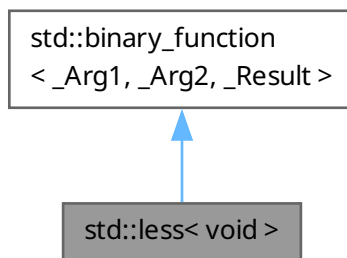 std::binary_function
< _Arg1, _Arg2, _Result >
std::less< void >